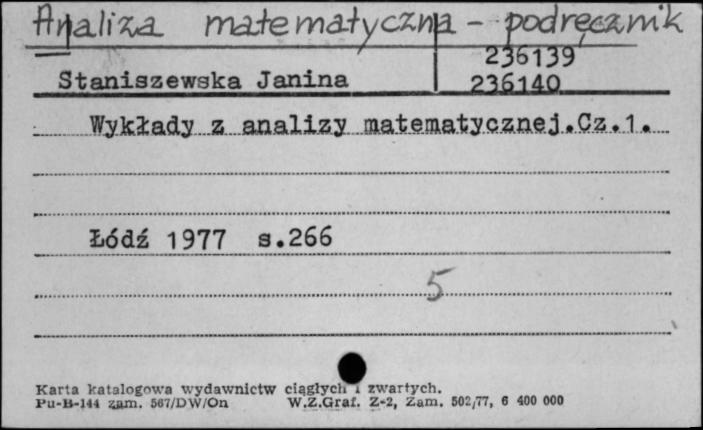 Analiza matematyczna - podręcznik
236139
Staniszewska Janina
236140
Wykłady z analizy matematycznej.Cz.1.
Łódź 1977 s.266
5
Karta katalogowa wydawnictw ciągłych i zwartych.
Pu-B-144 zam. 567/DW/On W.Z.Graf. Z-2, Zam. 502/77, 6 400 000